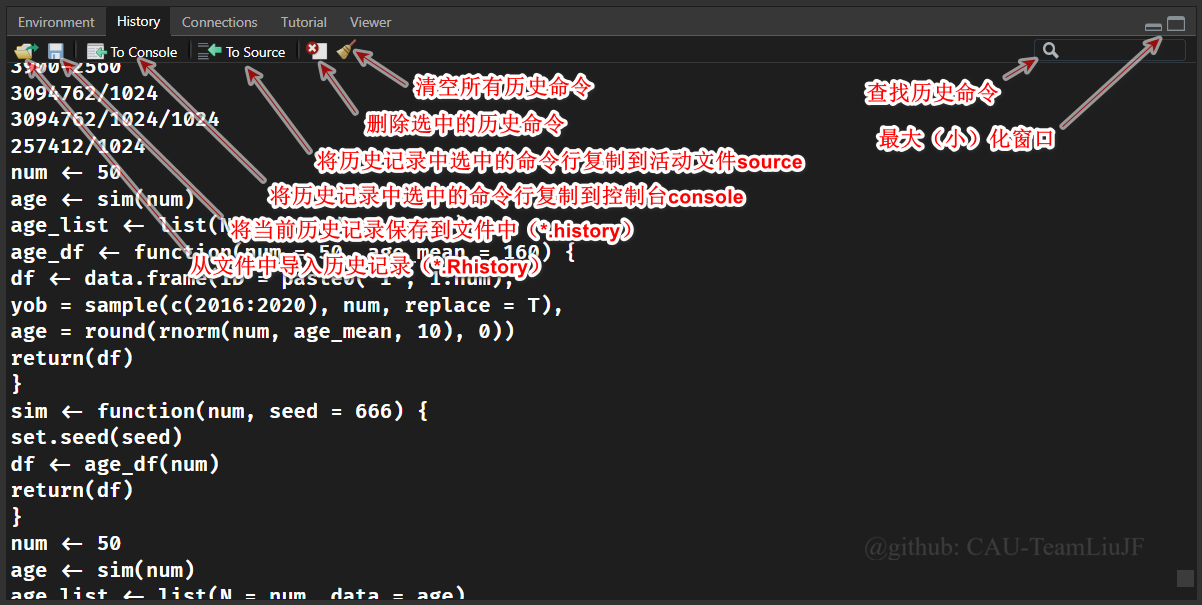 Environment History Connections Tutorial Viewer
To Console To Source
3900-2560
3094762/1024
3094762/1024/1024
257412/1024
num <- 50
age <- sim(num)
age_list <- list(N
age_df <- function(num = 50, age_mean = 160) {
df <- data.frame(ID = paste0("I", 1:num),
yob = sample(c(2016:2020), num, replace = T),
age = round(rnorm(num, age_mean, 10), 0))
return(df)
}
sim <- function(num, seed = 666) {
set.seed(seed)
df <- age_df(num)
return(df)
}
num <- 50
age <- sim(num)
age_list <- list(N = num, data = age)
清空所有历史命令
删除选中的历史命令
将历史记录中选中的命令行复制到活动文件source
将历史记录中选中的命令行复制到控制台console
将当前历史记录保存到文件中（*.history）
从文件中导入历史记录（*.Rhistory）
查找历史命令
最大（小）化窗口
@github: CAU-TeamLiuJF